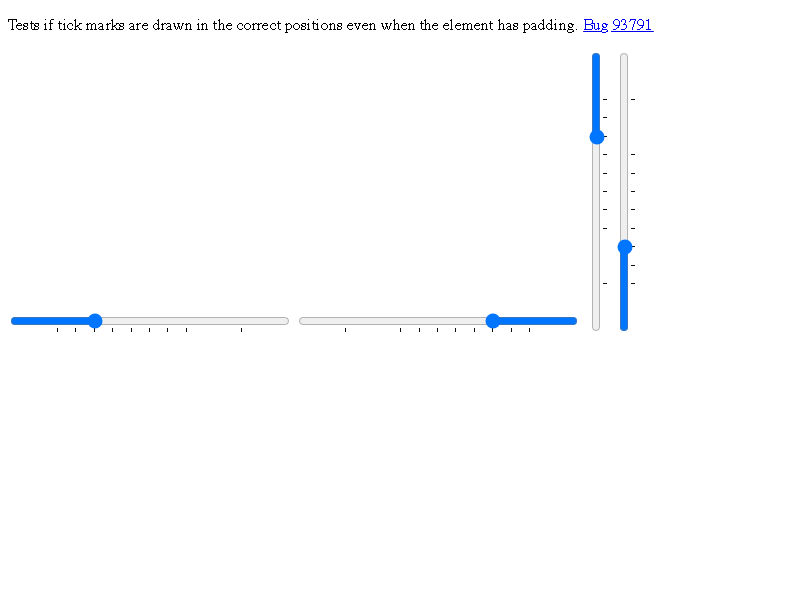 Tests if tick marks are drawn in the correct positions even when the element has padding. Bug 93791